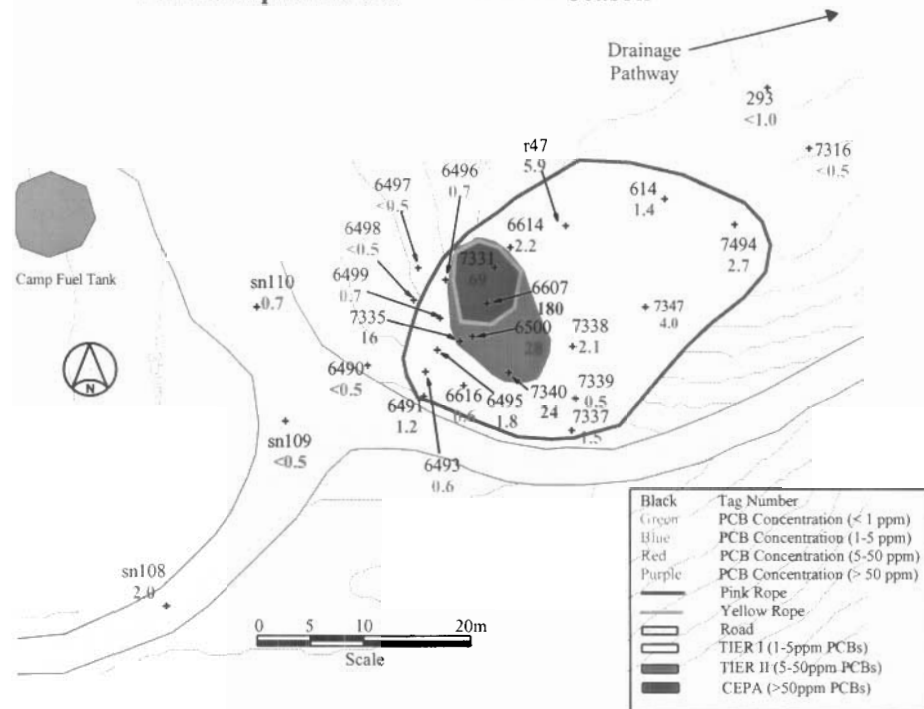 Drainage
Pathway
293
<1.0
7316
<0.5
r47
5.9
6496
0.7
6497
<0.5
614
1.4
6498
<0.5
6614
2.2
7494
2.7
7331
69
Camp Fuel Tank
6499
0.7
sn110
0.7
6607
180
7347
4.0
7335
16
6500
28
7338
2.1
N
6490
<0.5
7340
24
7339
0.5
6491
1.2
6616
0.6
6495
1.8
7337
1.5
sn109
<0.5
6493
0.6
sn108
2.0
0 5 10 20m
Scale
Black Tag Number
Green PCB Concentration (< 1 ppm)
Blue PCB Concentration (1-5 ppm)
Red PCB Concentration (5-50 ppm)
Purple PCB Concentration (> 50 ppm)
Pink Rope
Yellow Rope
Road
TIER I (1-5ppm PCBs)
TIER II (5-50ppm PCBs)
CEPA (>50ppm PCBs)